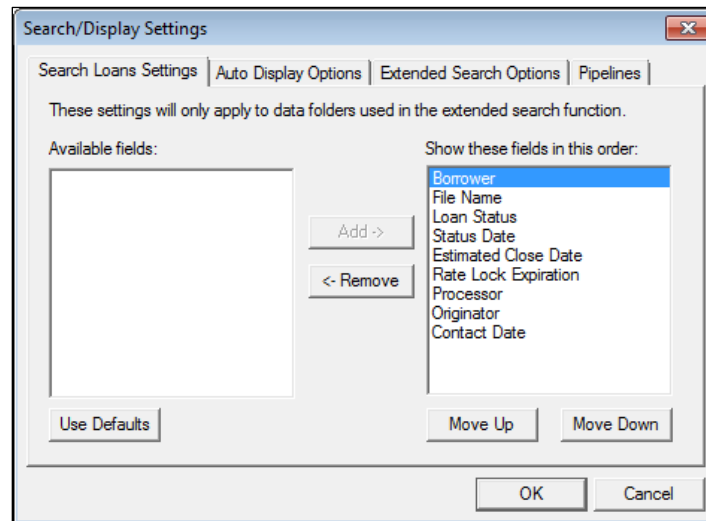 Search/Display Settings
Search Loans Settings
Auto Display Options
Extended Search Options
Pipelines
These settings will only apply to data folders used in the extended search function.
Available fields:
Show these fields in this order:
Borrower
File Name
Loan Status
Status Date
Estimated Close Date
Rate Lock Expiration
Processor
Originator
Contact Date
Add ->
<- Remove
Use Defaults
Move Up
Move Down
OK
Cancel